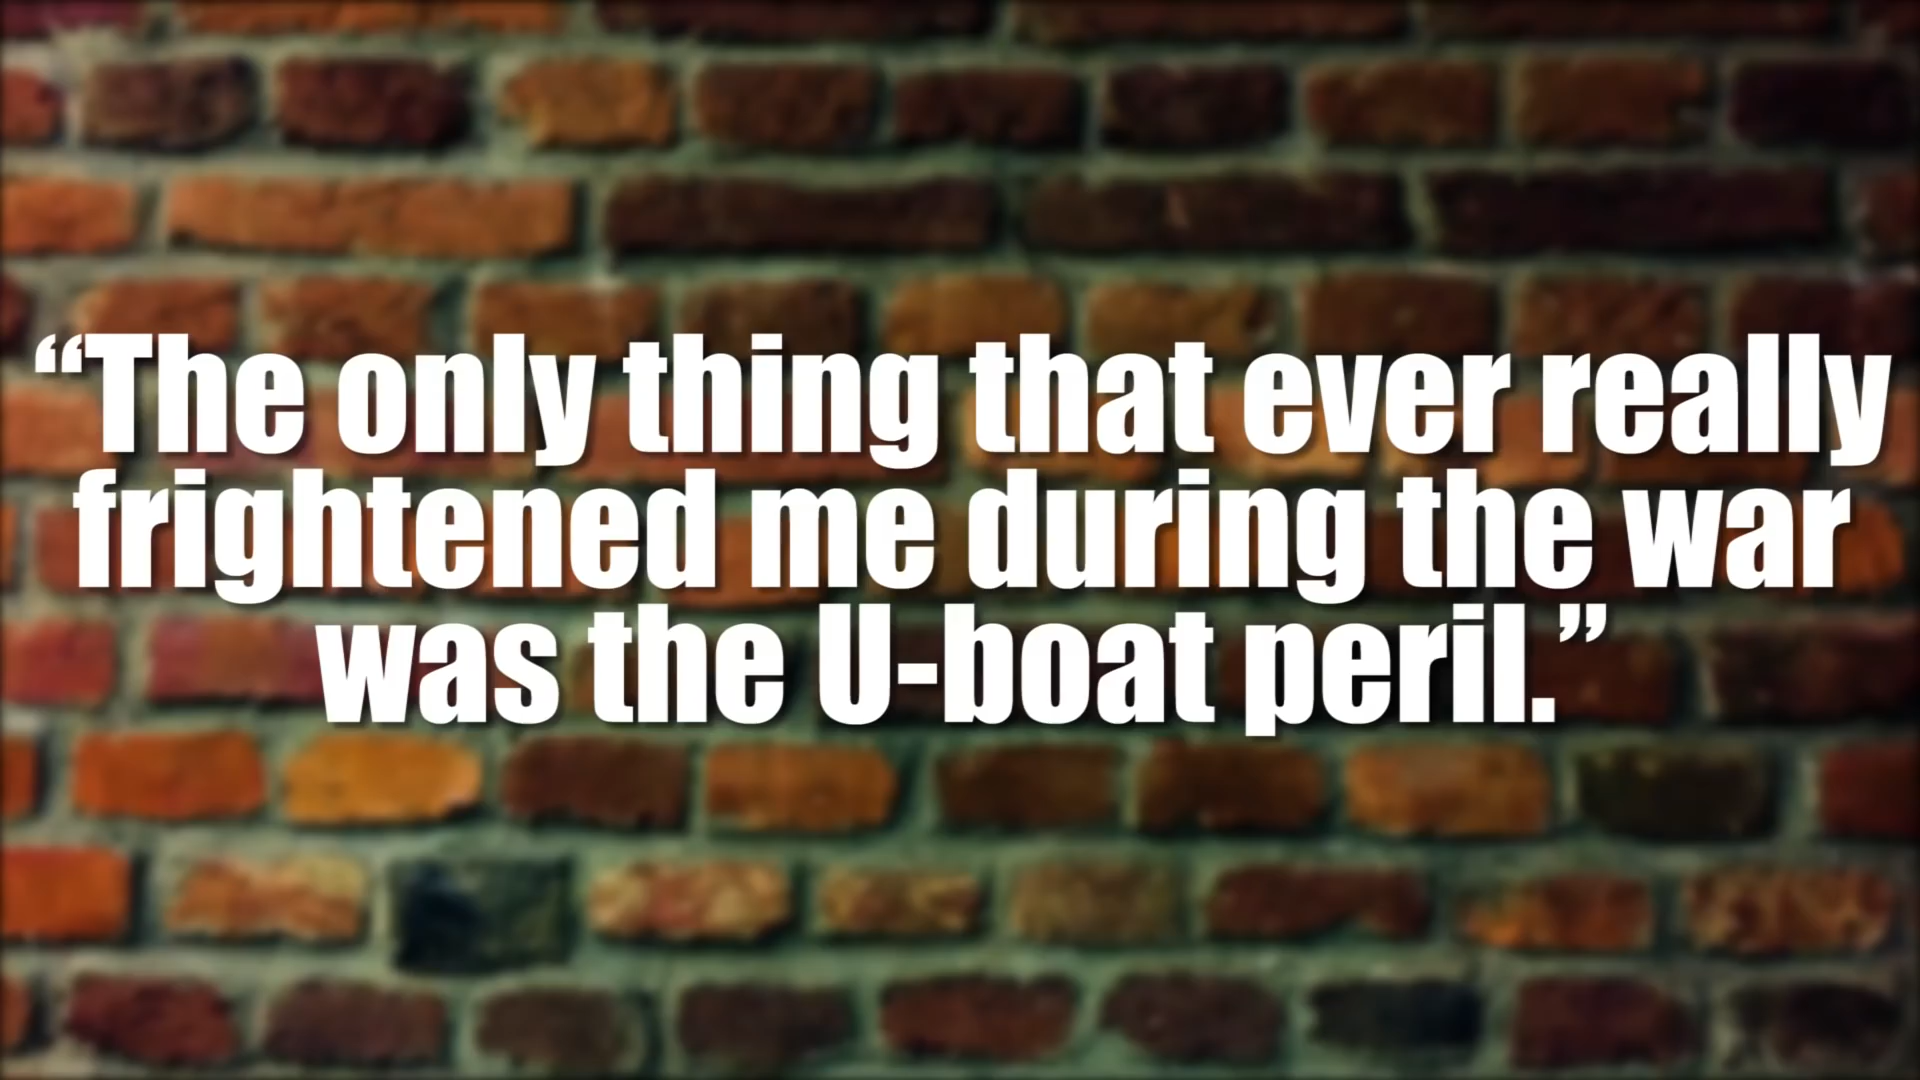 “The only thing that ever really
frightened me during the war
was the U-boat peril.”